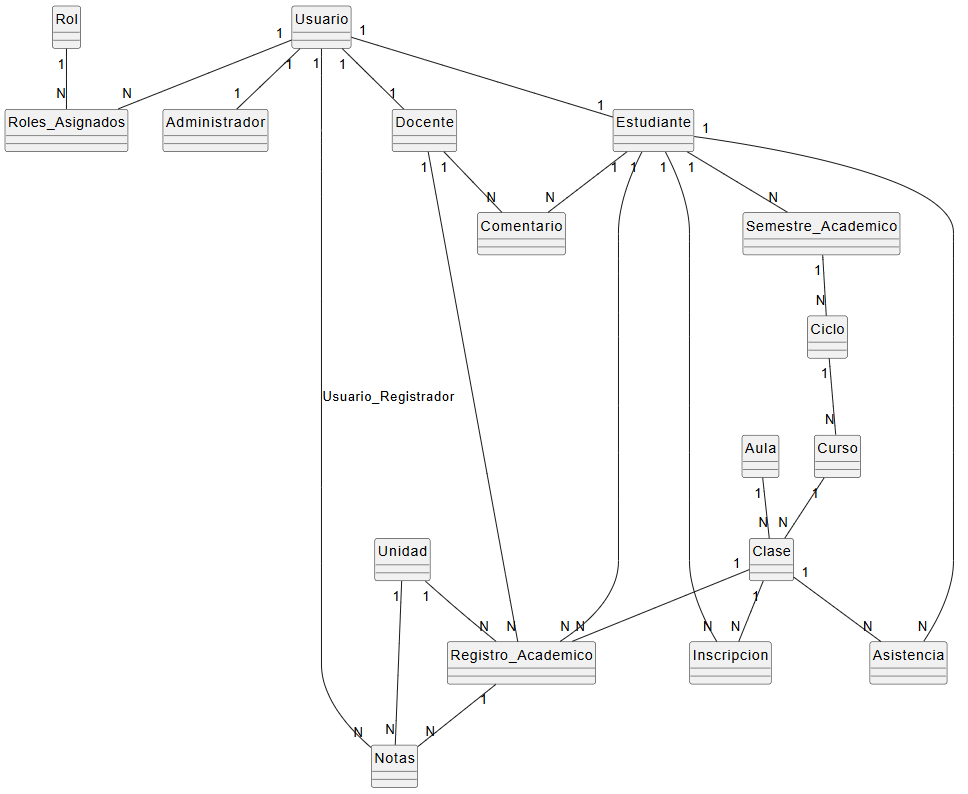 Rol
Usuario
1
1
1
1
1
1
N
N
1
1
1
Roles_Asignados
Administrador
Docente
Estudiante
1
1
1
1
1
1
1
N
N
N
Comentario
Semestre_Academico
1
N
Ciclo
1
Usuario_Registrador
N
Aula
Curso
1
1
N
N
Unidad
Clase
1
1
1
1
1
N
N
N
N
N
N
N
N
Registro_Academico
Inscripcion
Asistencia
1
N
N
N
Notas